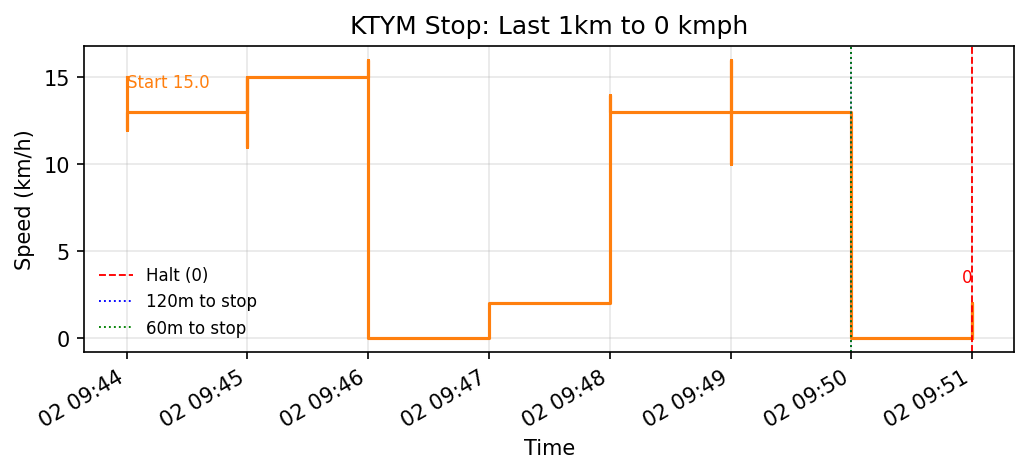 KTYM Stop: Last 1km to 0 kmph
Speed (km/h)
15
10
5
0
Start 15.0
0
Halt (0)
120m to stop
60m to stop
02 09:44
02 09:45
02 09:46
02 09:47
02 09:48
02 09:49
02 09:50
02 09:51
Time